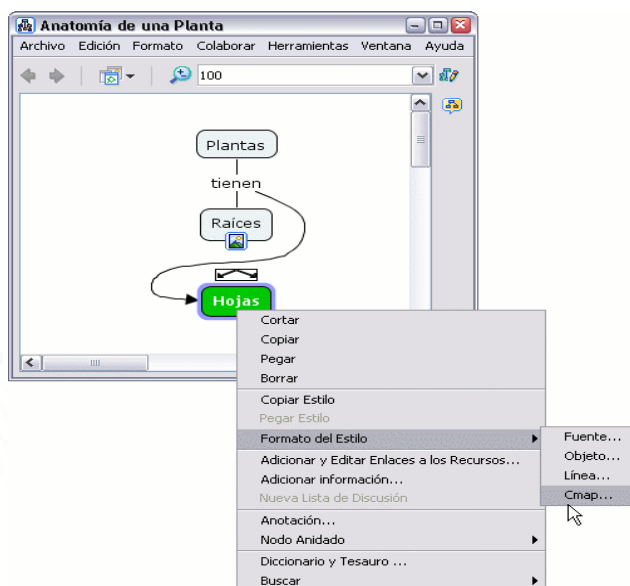 Anatomía de una Planta
Archivo Edición Formato Colaborar Herramientas Ventana Ayuda
100
Plantas
tienen
Raíces
Hojas
Cortar
Copiar
Pegar
Borrar
Copiar Estilo
Pegar Estilo
Formato del Estilo
Fuente...
Objeto...
Línea...
Cmap...
Adicionar y Editar Enlaces a los Recursos...
Adicionar información...
Nueva Lista de Discusión
Anotación...
Nodo Anidado
Diccionario y Tesauro ...
Buscar